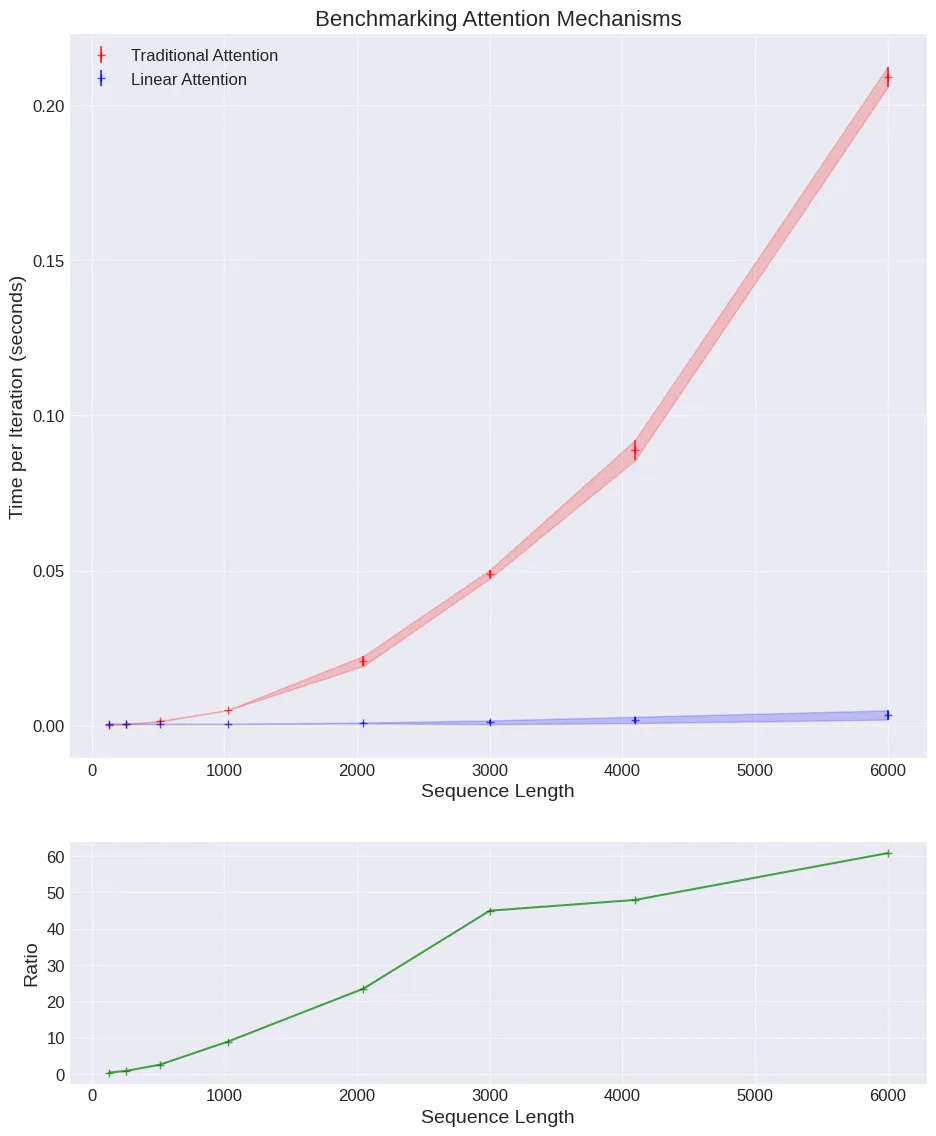 Benchmarking Attention Mechanisms
Traditional Attention
Linear Attention
Time per Iteration (seconds)
0.20
0.15
0.10
0.05
0.00
0 1000 2000 3000 4000 5000 6000
Sequence Length
Ratio
60
50
40
30
20
10
0
0 1000 2000 3000 4000 5000 6000
Sequence Length